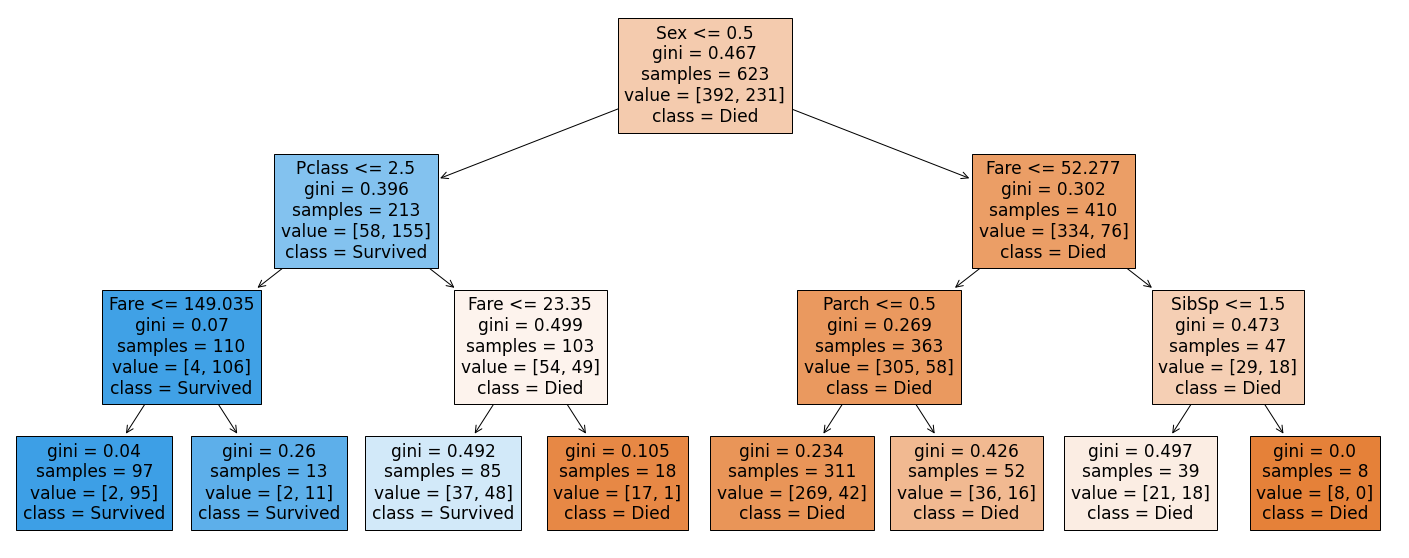 Sex <= 0.5
gini = 0.467
samples = 623
value = [392, 231]
class = Died
Pclass <= 2.5
gini = 0.396
samples = 213
value = [58, 155]
class = Survived
Fare <= 52.277
gini = 0.302
samples = 410
value = [334, 76]
class = Died
Fare <= 149.035
gini = 0.07
samples = 110
value = [4, 106]
class = Survived
Fare <= 23.35
gini = 0.499
samples = 103
value = [54, 49]
class = Died
Parch <= 0.5
gini = 0.269
samples = 363
value = [305, 58]
class = Died
SibSp <= 1.5
gini = 0.473
samples = 47
value = [29, 18]
class = Died
gini = 0.04
samples = 97
value = [2, 95]
class = Survived
gini = 0.26
samples = 13
value = [2, 11]
class = Survived
gini = 0.492
samples = 85
value = [37, 48]
class = Survived
gini = 0.105
samples = 18
value = [17, 1]
class = Died
gini = 0.234
samples = 311
value = [269, 42]
class = Died
gini = 0.426
samples = 52
value = [36, 16]
class = Died
gini = 0.497
samples = 39
value = [21, 18]
class = Died
gini = 0.0
samples = 8
value = [8, 0]
class = Died